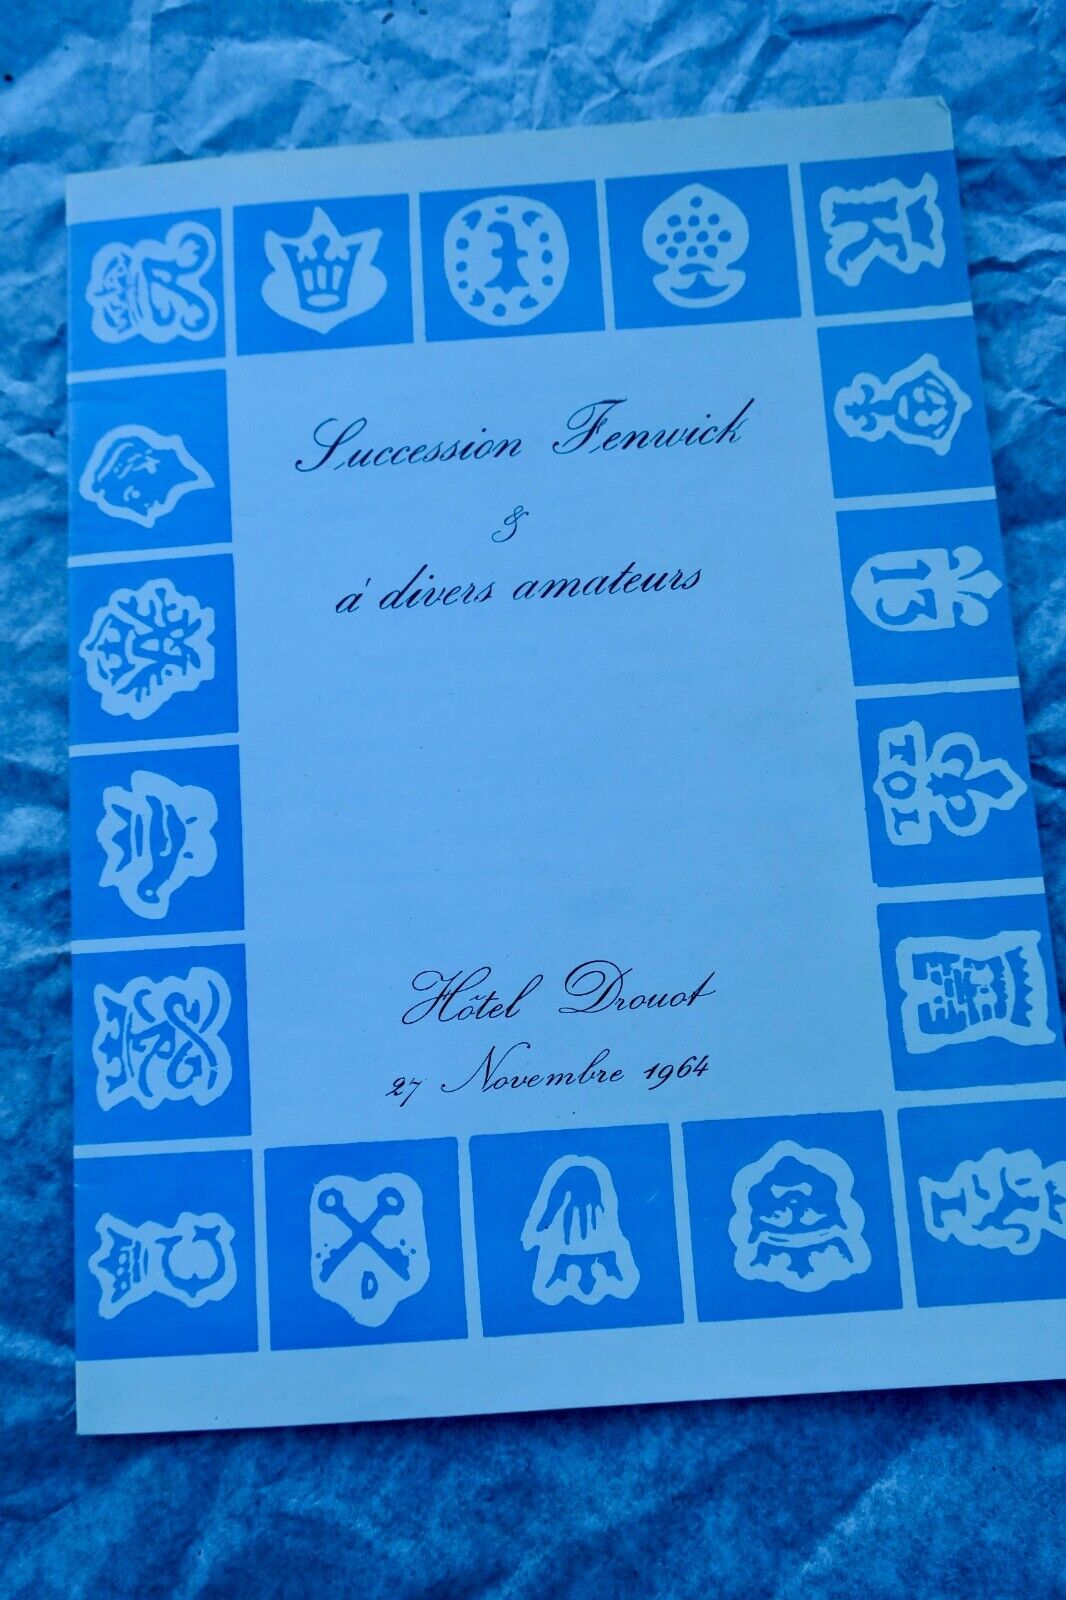 Succession Fenwick
&
à divers amateurs
Hôtel Drouot
27 Novembre 1964